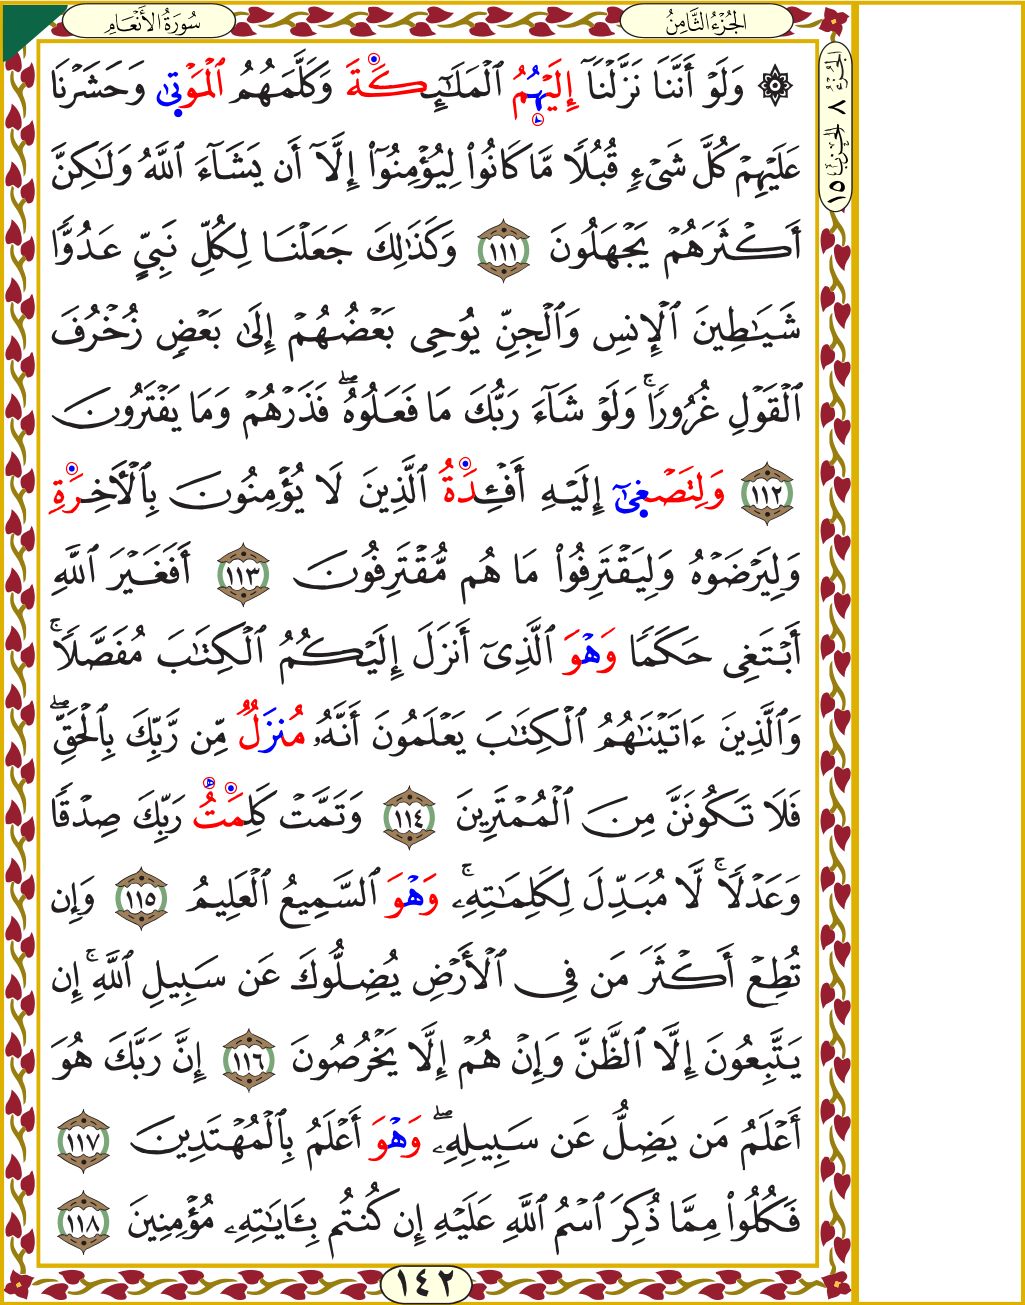 الجُزْءُ الثَّامِنُ
سُورَةُ الأَنْعَامِ
الجُزْءُ ٨ الحِزْبُ ١٥
۞ وَلَوْ أَنَّنَا نَزَّلْنَآ إِلَيْهُمُ ٱلْمَلَـٰٓئِكَةَ وَكَلَّمَهُمُ ٱلْمَوْتٜىٰ وَحَشَرْنَا
عَلَيْهِمْ كُلَّ شَىْءٍ قُبُلًا مَّا كَانُوا۟ لِيُؤْمِنُوٓا۟ إِلَّآ أَن يَشَآءَ ٱللَّهُ وَلَـٰكِنَّ
أَكْثَرَهُمْ يَجْهَلُونَ ١١١ وَكَذَٰلِكَ جَعَلْنَا لِكُلِّ نَبِىٍّ عَدُوًّا
شَيَـٰطِينَ ٱلْإِنسِ وَٱلْجِنِّ يُوحِى بَعْضُهُمْ إِلَىٰ بَعْضٍ زُخْرُفَ
ٱلْقَوْلِ غُرُورًا ۚ وَلَوْ شَآءَ رَبُّكَ مَا فَعَلُوهُ ۖ فَذَرْهُمْ وَمَا يَفْتَرُونَ
١١٢ وَلِتَصْغٜىٰٓ إِلَيْهِ أَفْـِٔدَةُ ٱلَّذِينَ لَا يُؤْمِنُونَ بِٱلْـَٔاخِرَةِ
وَلِيَرْضَوْهُ وَلِيَقْتَرِفُوا۟ مَا هُم مُّقْتَرِفُونَ ١١٣ أَفَغَيْرَ ٱللَّهِ
أَبْتَغِى حَكَمًا وَهْوَ ٱلَّذِىٓ أَنزَلَ إِلَيْكُمُ ٱلْكِتَـٰبَ مُفَصَّلًا ۚ
وَٱلَّذِينَ ءَاتَيْنَـٰهُمُ ٱلْكِتَـٰبَ يَعْلَمُونَ أَنَّهُۥ مُنزَلٌ مِّن رَّبِّكَ بِٱلْحَقِّ ۖ
فَلَا تَكُونَنَّ مِنَ ٱلْمُمْتَرِينَ ١١٤ وَتَمَّتْ كَلِمَتُ رَبِّكَ صِدْقًا
وَعَدْلًا ۚ لَّا مُبَدِّلَ لِكَلِمَـٰتِهِۦ ۚ وَهْوَ ٱلسَّمِيعُ ٱلْعَلِيمُ ١١٥ وَإِن
تُطِعْ أَكْثَرَ مَن فِى ٱلْأَرْضِ يُضِلُّوكَ عَن سَبِيلِ ٱللَّهِ ۚ إِن
يَتَّبِعُونَ إِلَّا ٱلظَّنَّ وَإِنْ هُمْ إِلَّا يَخْرُصُونَ ١١٦ إِنَّ رَبَّكَ هُوَ
أَعْلَمُ مَن يَضِلُّ عَن سَبِيلِهِۦ ۖ وَهْوَ أَعْلَمُ بِٱلْمُهْتَدِينَ ١١٧
فَكُلُوا۟ مِمَّا ذُكِرَ ٱسْمُ ٱللَّهِ عَلَيْهِ إِن كُنتُم بِـَٔايَـٰتِهِۦ مُؤْمِنِينَ ١١٨
١٤٢